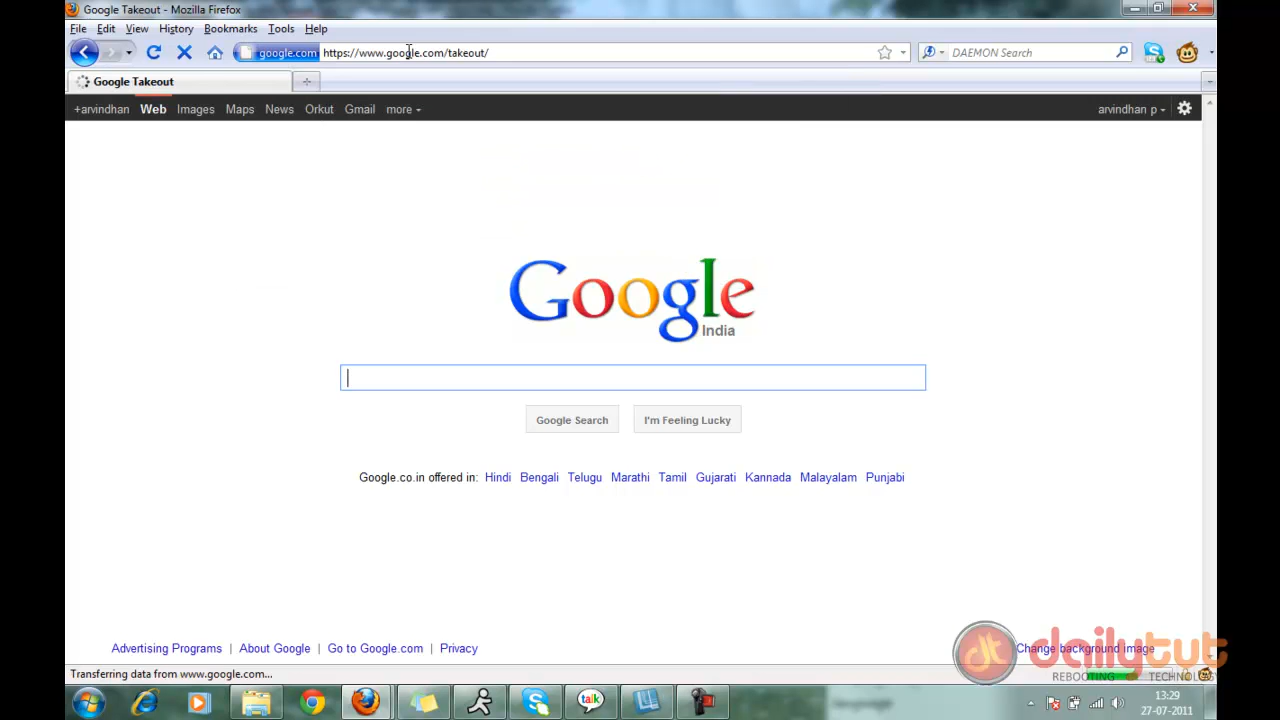 Google Takeout - Mozilla Firefox
File Edit View History Bookmarks Tools Help
google.com https://www.google.com/takeout/ DAEMON Search
Google Takeout
+arvindhan Web Images Maps News Orkut Gmail more arvindhan p
Google
India
Google Search I'm Feeling Lucky
Google.co.in offered in: Hindi Bengali Telugu Marathi Tamil Gujarati Kannada Malayalam Punjabi
Advertising Programs | About Google | Go to Google.com | Privacy Change background image
dt dailytut
REBOOTING TECHNOLOGY
Transferring data from www.google.com...
talk
13:29
27-07-2011